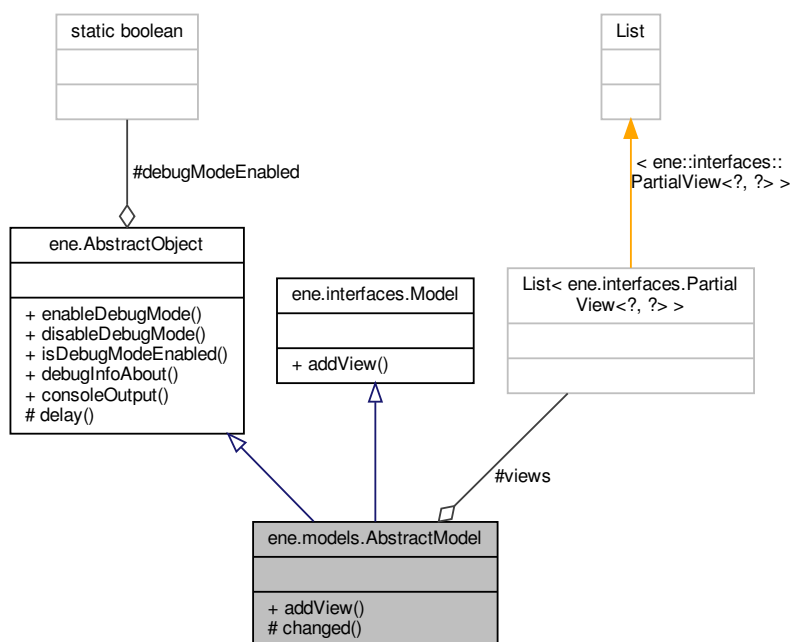 static boolean
List
#debugModeEnabled
< ene::interfaces::
PartialView<?, ?> >
ene.AbstractObject
+ enableDebugMode()
+ disableDebugMode()
+ isDebugModeEnabled()
+ debugInfoAbout()
+ consoleOutput()
# delay()
ene.interfaces.Model
+ addView()
List< ene.interfaces.Partial
View<?, ?> >
#views
ene.models.AbstractModel
+ addView()
# changed()